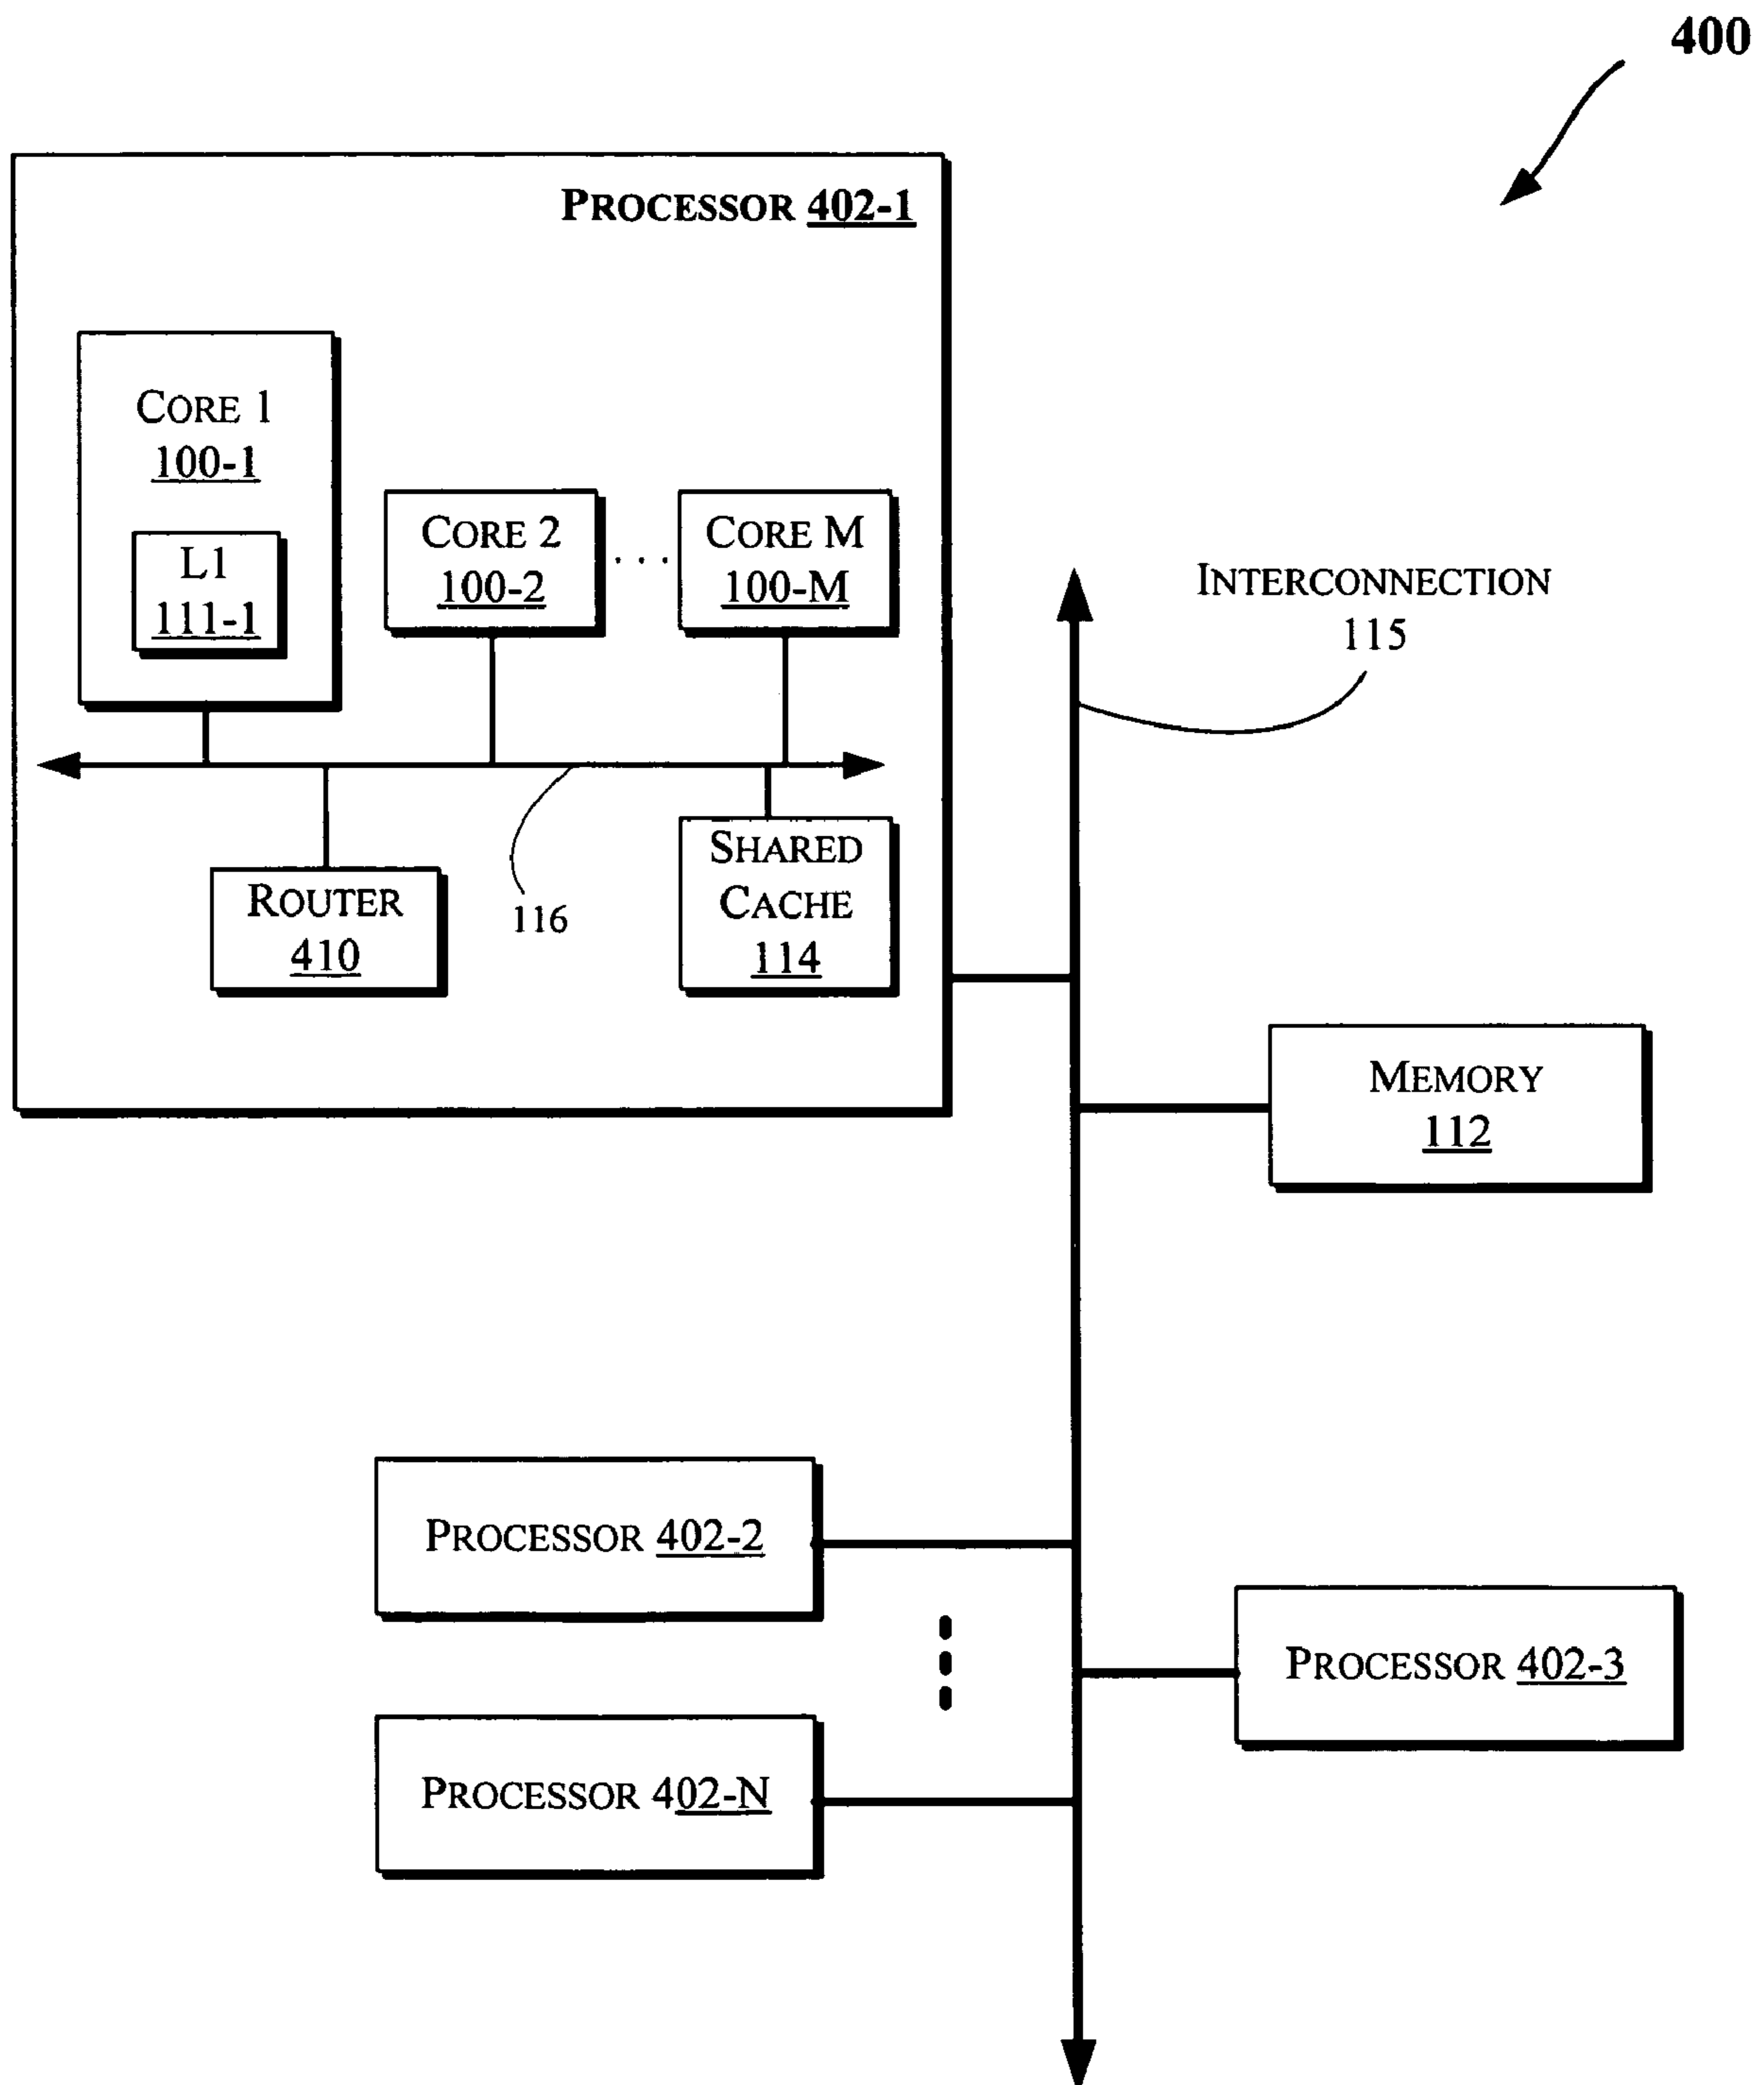 400
PROCESSOR 402-1
CORE 1
100-1
L1
111-1
CORE 2
100-2
. . .
CORE M
100-M
INTERCONNECTION
115
ROUTER
410
116
SHARED
CACHE
114
MEMORY
112
PROCESSOR 402-2
PROCESSOR 402-3
PROCESSOR 402-N